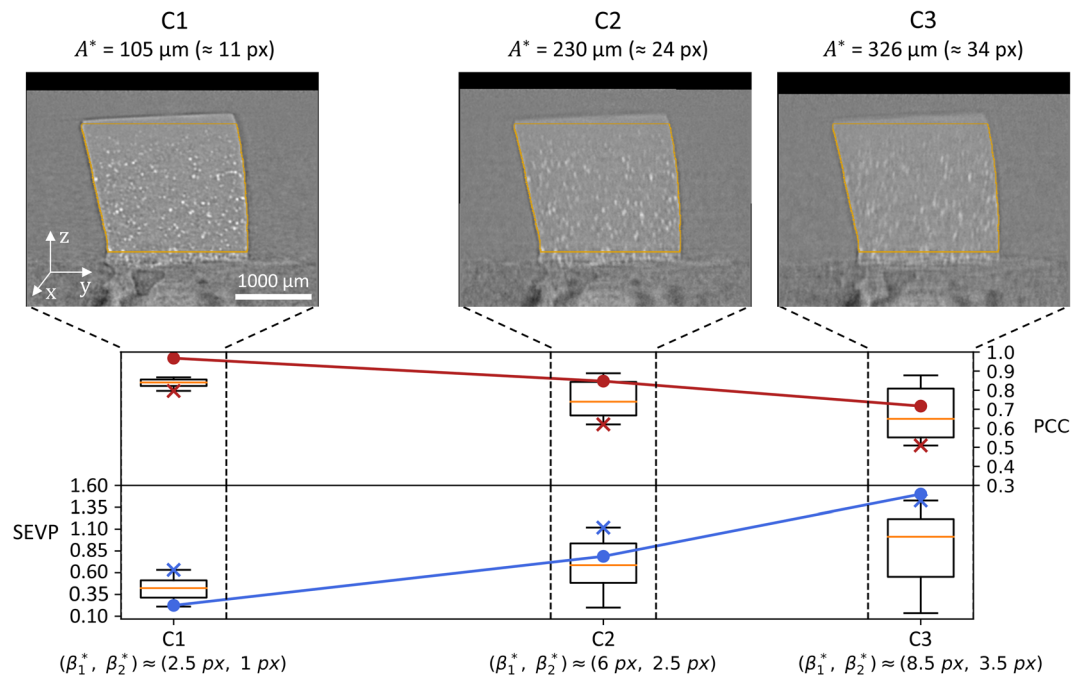 C1
A* = 105 μm (≈ 11 px)
C2
A* = 230 μm (≈ 24 px)
C3
A* = 326 μm (≈ 34 px)
z
y
x
1000 μm
1.0
0.9
0.8
0.7
0.6
0.5
0.4
0.3
PCC
SEVP
1.60
1.35
1.10
0.85
0.60
0.35
0.10
C1
(β₁*, β₂*) ≈ (2.5 px, 1 px)
C2
(β₁*, β₂*) ≈ (6 px, 2.5 px)
C3
(β₁*, β₂*) ≈ (8.5 px, 3.5 px)